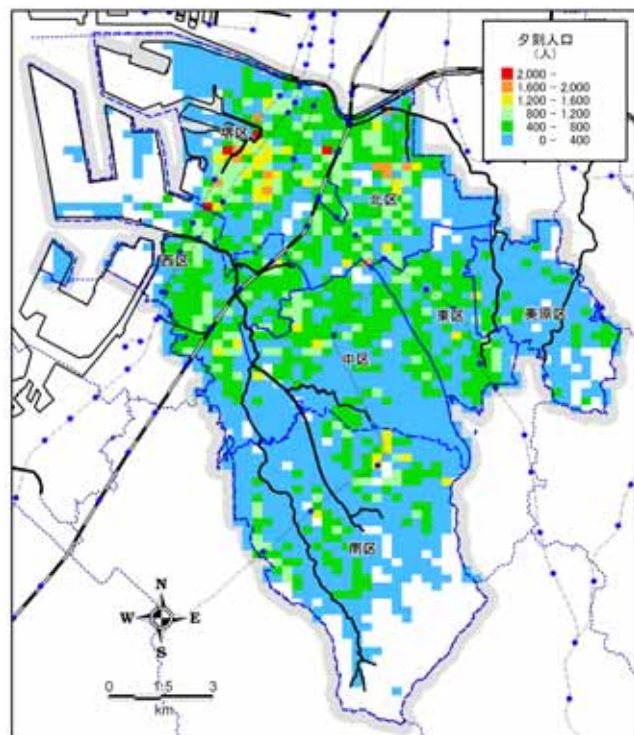 夕刻人口
(人)
2,000 -
1,600 - 2,000
1,200 - 1,600
800 - 1,200
400 - 800
0 - 400
堺区
北区
西区
東区
美原区
中区
南区
N
W E
S
0 1.5 3
km